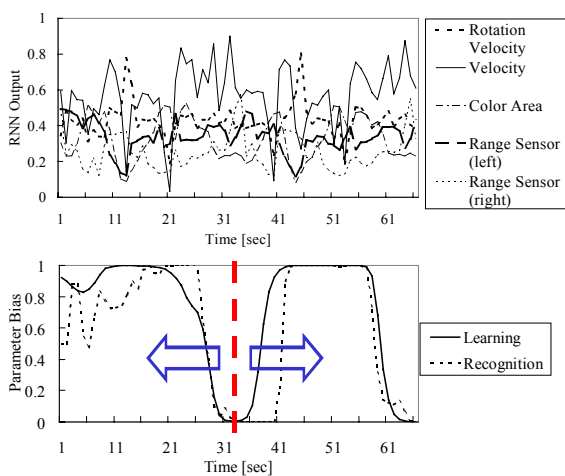 1
0.8
0.6
0.4
0.2
0
RNN Output
1 11 21 31 41 51 61
Time [sec]
Rotation
Velocity
Velocity
Color Area
Range Sensor
(left)
Range Sensor
(right)
1
0.8
0.6
0.4
0.2
0
Parameter Bias
1 11 21 31 41 51 61
Time [sec]
Learning
Recognition